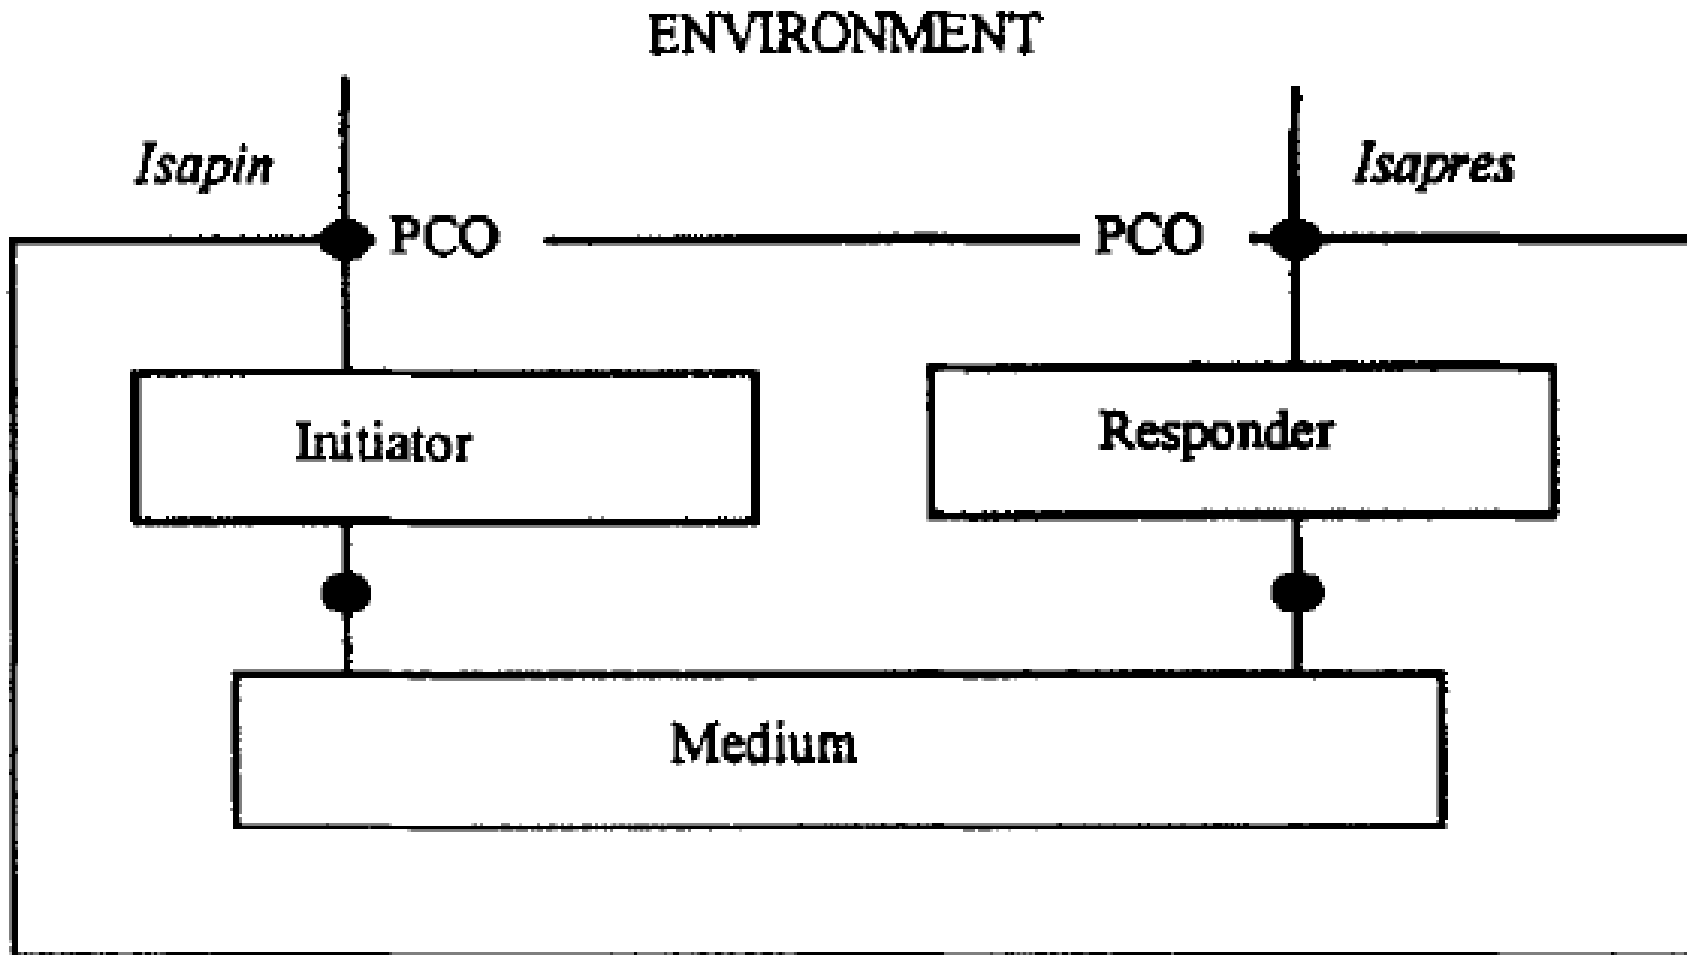 ENVIRONMENT
Isapin
Isapres
PCO
PCO
Initiator
Responder
Medium